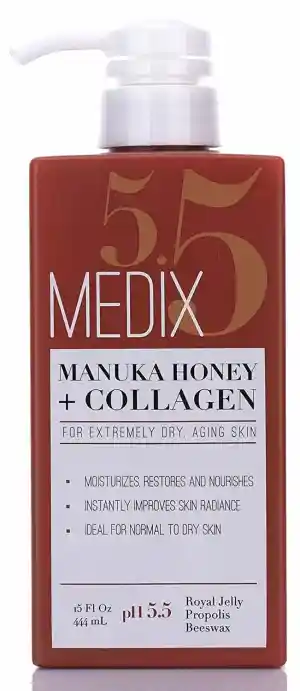 5.5
MEDIX
MANUKA HONEY
+ COLLAGEN
FOR EXTREMELY DRY, AGING SKIN
• MOISTURIZES, RESTORES AND NOURISHES
• INSTANTLY IMPROVES SKIN RADIANCE
• IDEAL FOR NORMAL TO DRY SKIN
15 Fl Oz
444 mL
pH 5.5
Royal Jelly
Propolis
Beeswax